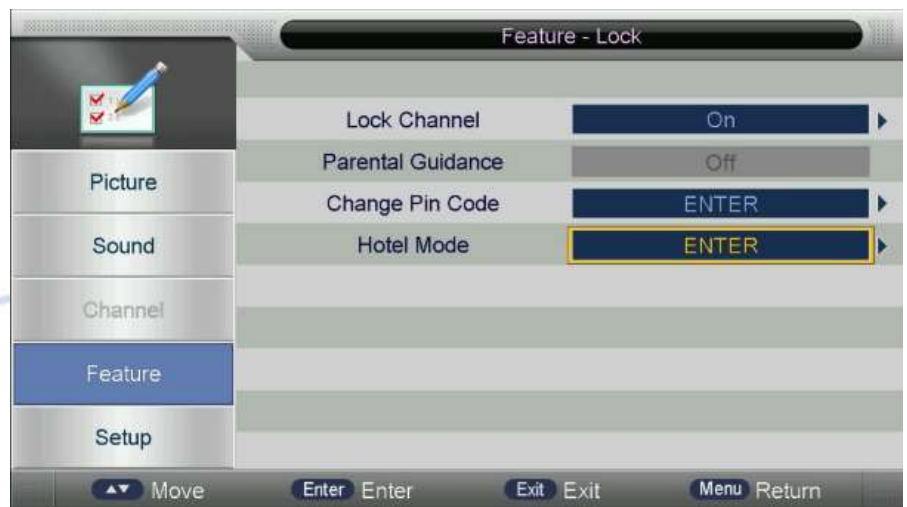 Feature - Lock
Lock Channel On
Parental Guidance Off
Change Pin Code ENTER
Hotel Mode ENTER
Picture
Sound
Channel
Feature
Setup
Move Enter Enter Exit Exit Menu Return